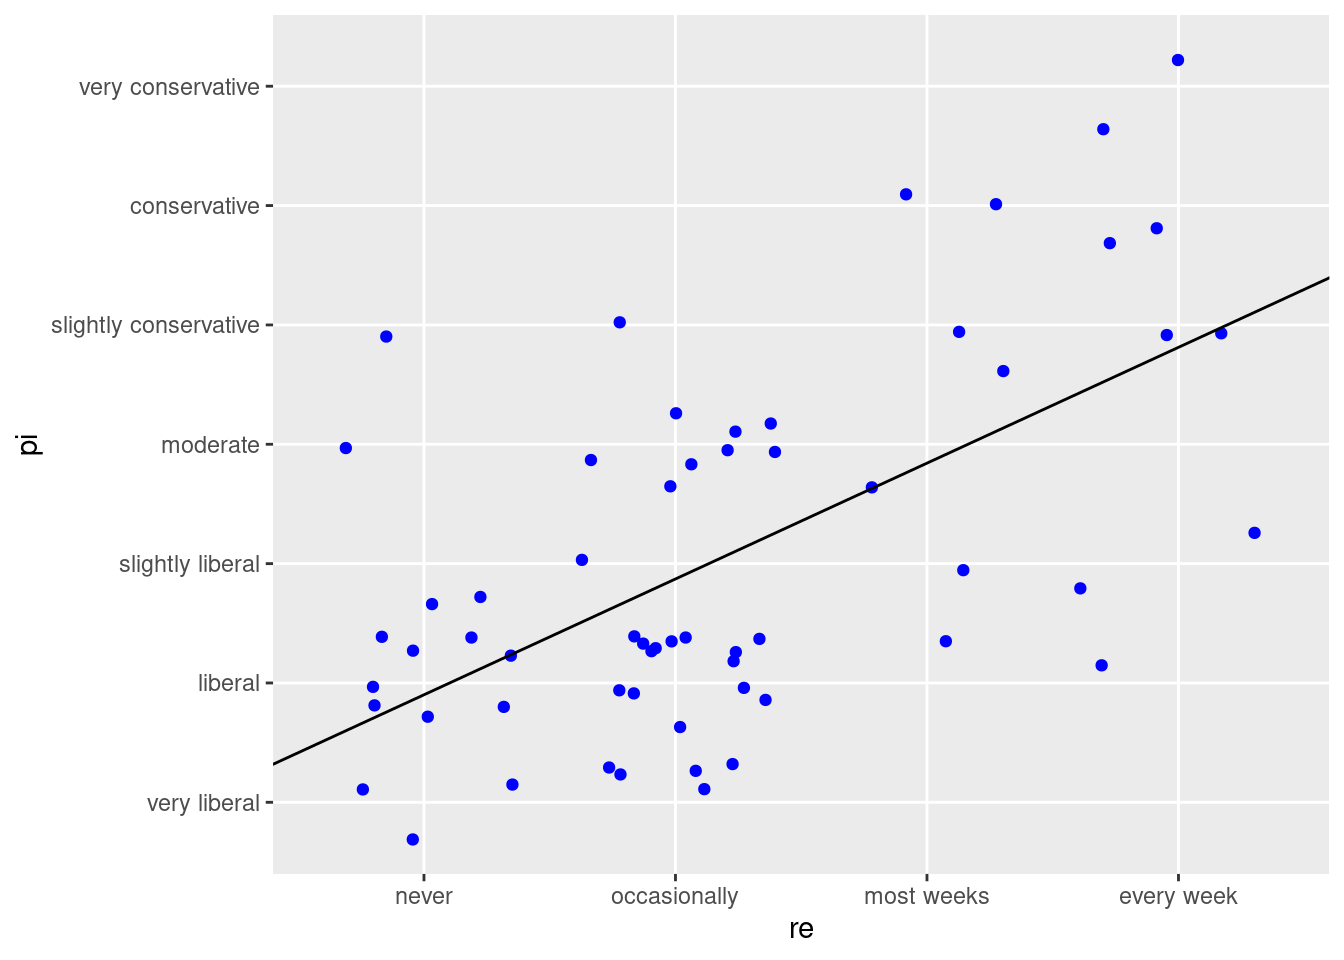 very conservative
conservative
slightly conservative
moderate
slightly liberal
liberal
very liberal
pi
never occasionally most weeks every week
re